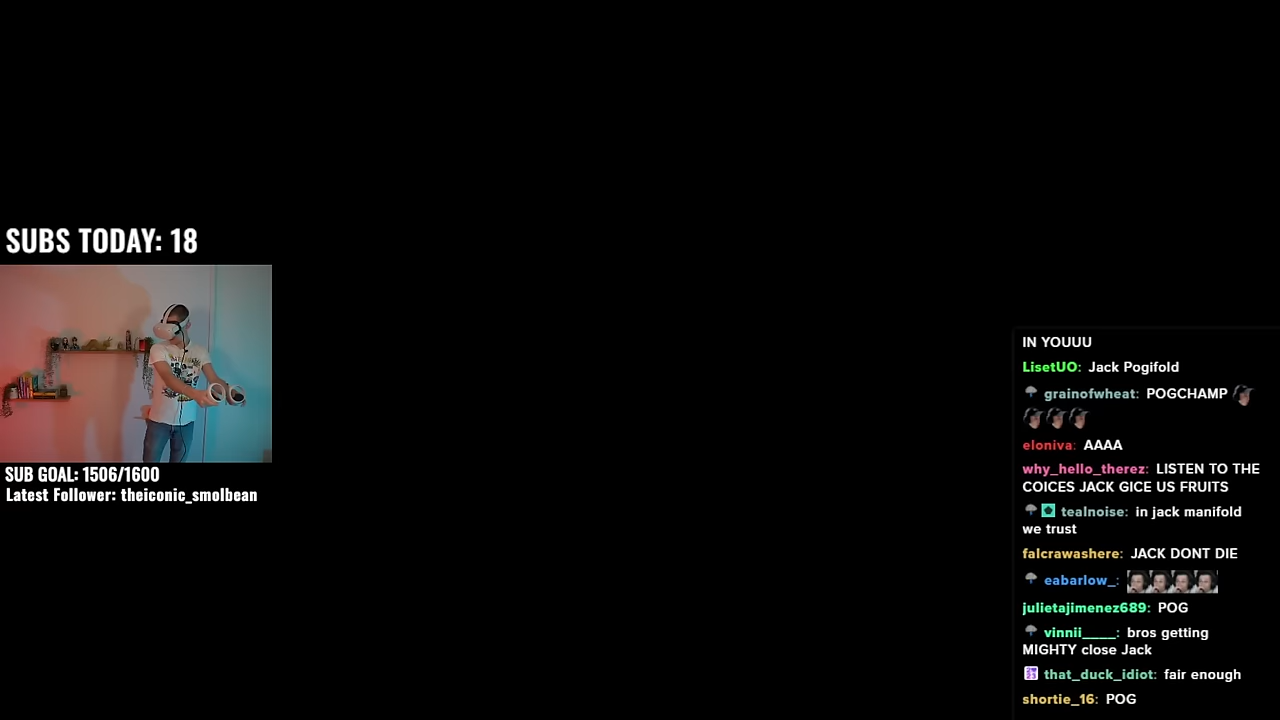 SUBS TODAY: 18
SUB GOAL: 1506/1600
Latest Follower: theiconic_smolbean
IN YOUUU
LisetUO: Jack Pogifold
grainofwheat: POGCHAMP
eloniva: AAAA
why_hello_therez: LISTEN TO THE
COICES JACK GICE US FRUITS
tealnoise: in jack manifold
we trust
falcrawashere: JACK DONT DIE
eabarlow_:
julietajimenez689: POG
vinnii____: bros getting
MIGHTY close Jack
that_duck_idiot: fair enough
shortie_16: POG